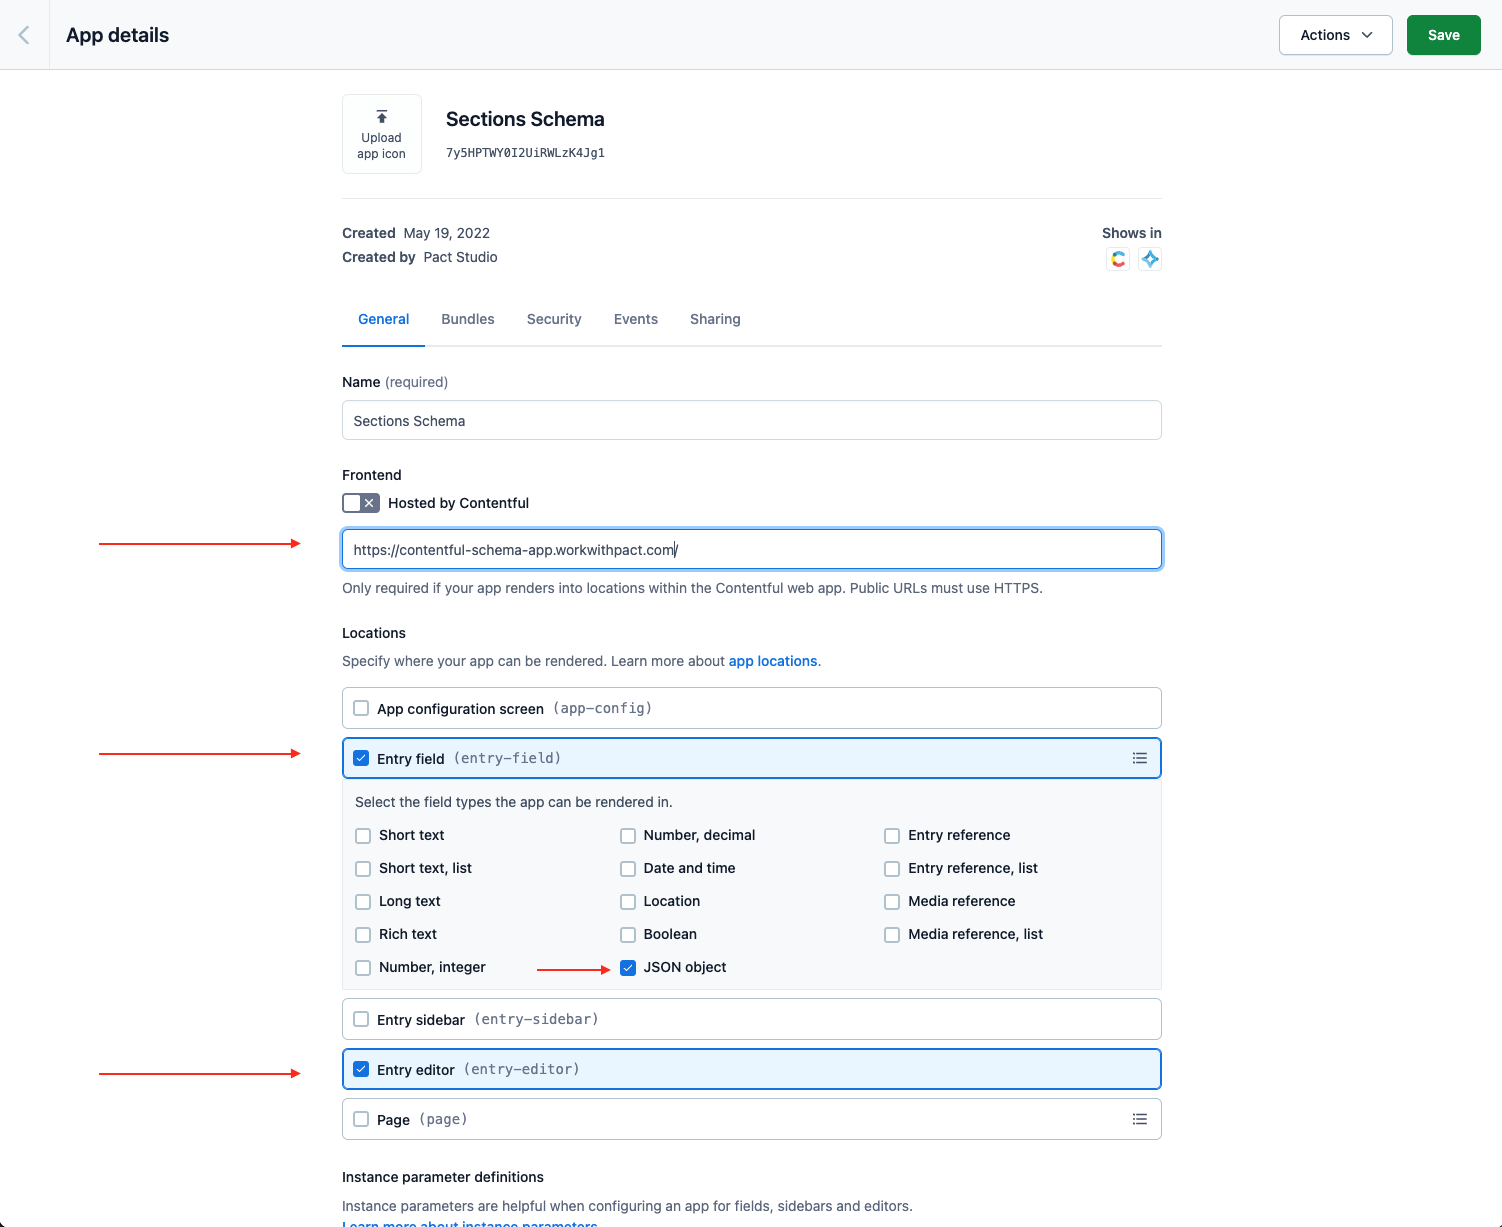 App details
Actions
Save
Upload
app icon
Sections Schema
7y5HPTWY0I2UiRWLzK4Jg1
Created May 19, 2022
Shows in
Created by Pact Studio
General Bundles Security Events Sharing
Name (required)
Sections Schema
Frontend
Hosted by Contentful
https://contentful-schema-app.workwithpact.com/
Only required if your app renders into locations within the Contentful web app. Public URLs must use HTTPS.
Locations
Specify where your app can be rendered. Learn more about app locations.
App configuration screen (app-config)
Entry field (entry-field)
Select the field types the app can be rendered in.
Short text Number, decimal Entry reference
Short text, list Date and time Entry reference, list
Long text Location Media reference
Rich text Boolean Media reference, list
Number, integer JSON object
Entry sidebar (entry-sidebar)
Entry editor (entry-editor)
Page (page)
Instance parameter definitions
Instance parameters are helpful when configuring an app for fields, sidebars and editors.
Learn more about instance parameters